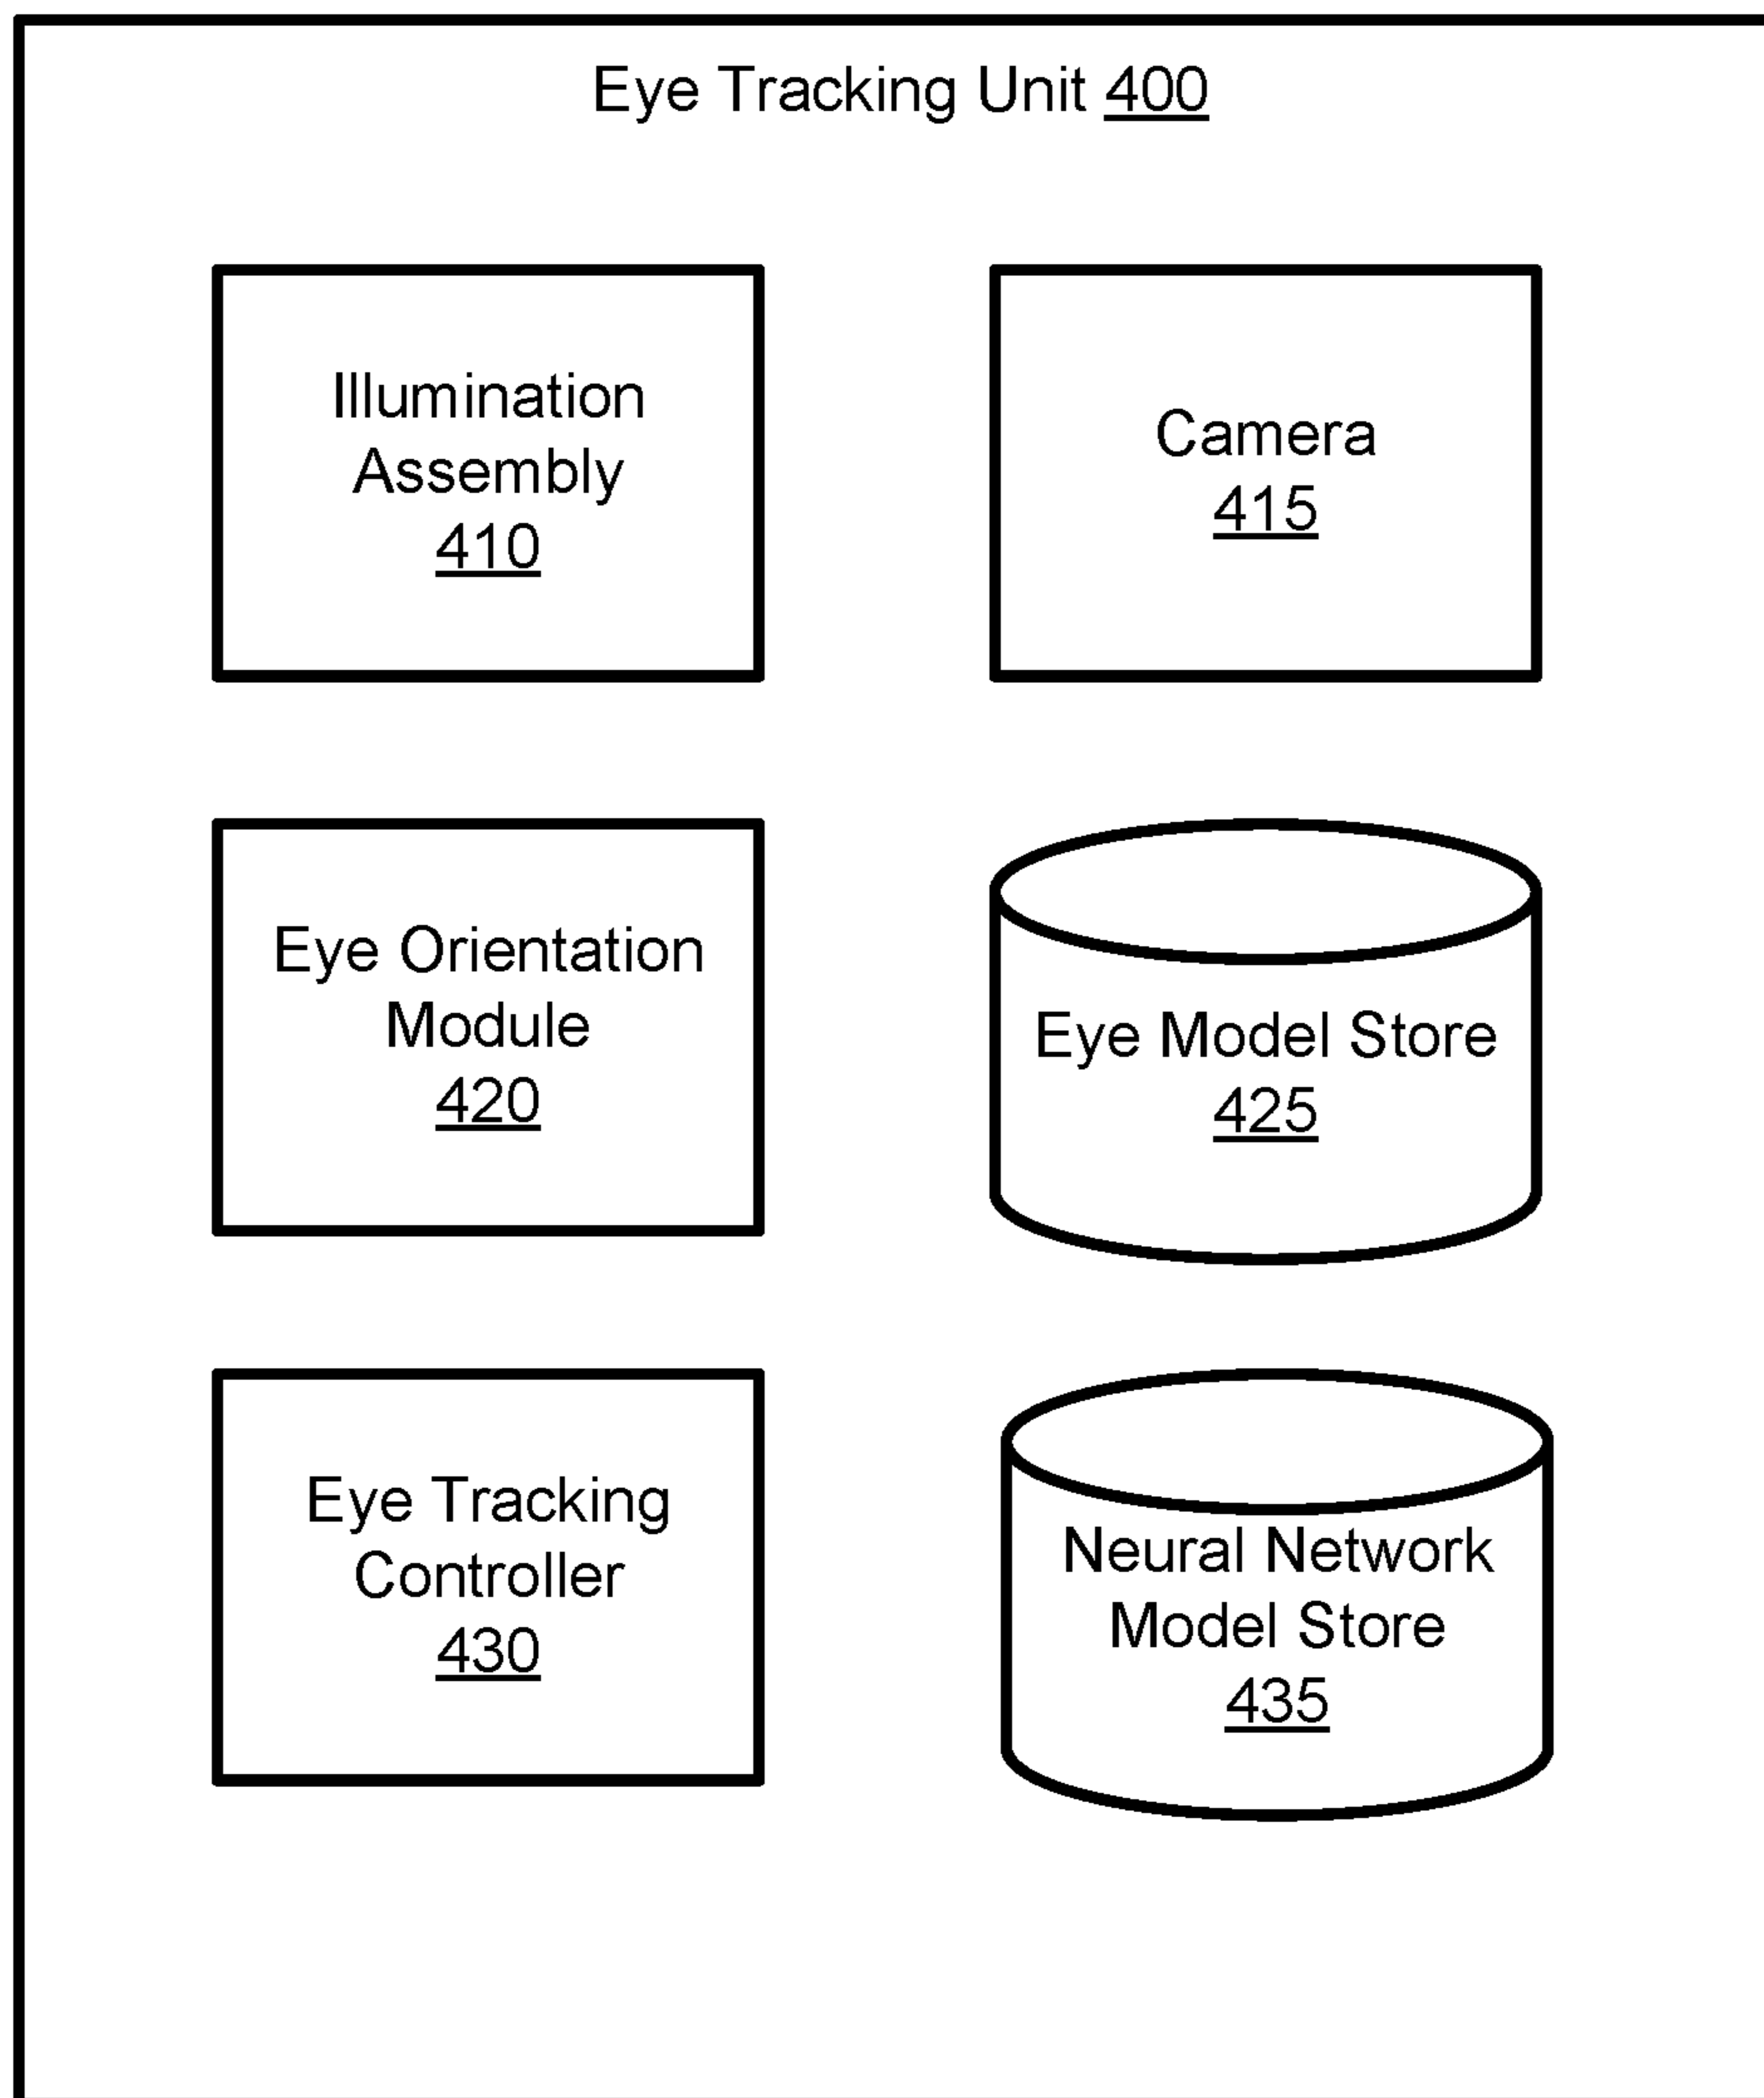 Eye Tracking Unit 400
Illumination
Assembly
410
Camera
415
Eye Orientation
Module
420
Eye Model Store
425
Eye Tracking
Controller
430
Neural Network
Model Store
435